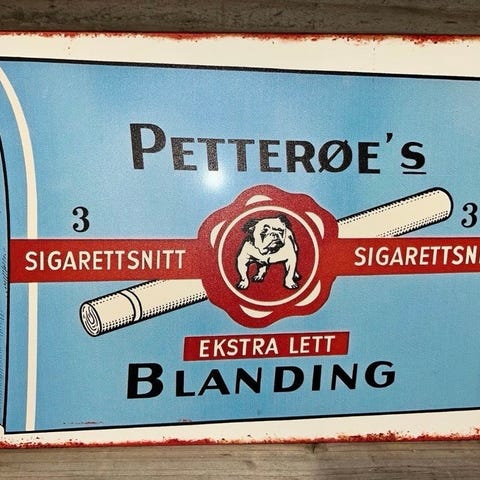 PETTERØE'S
3 3
SIGARETTSNITT SIGARETTSN
EKSTRA LETT
BLANDING